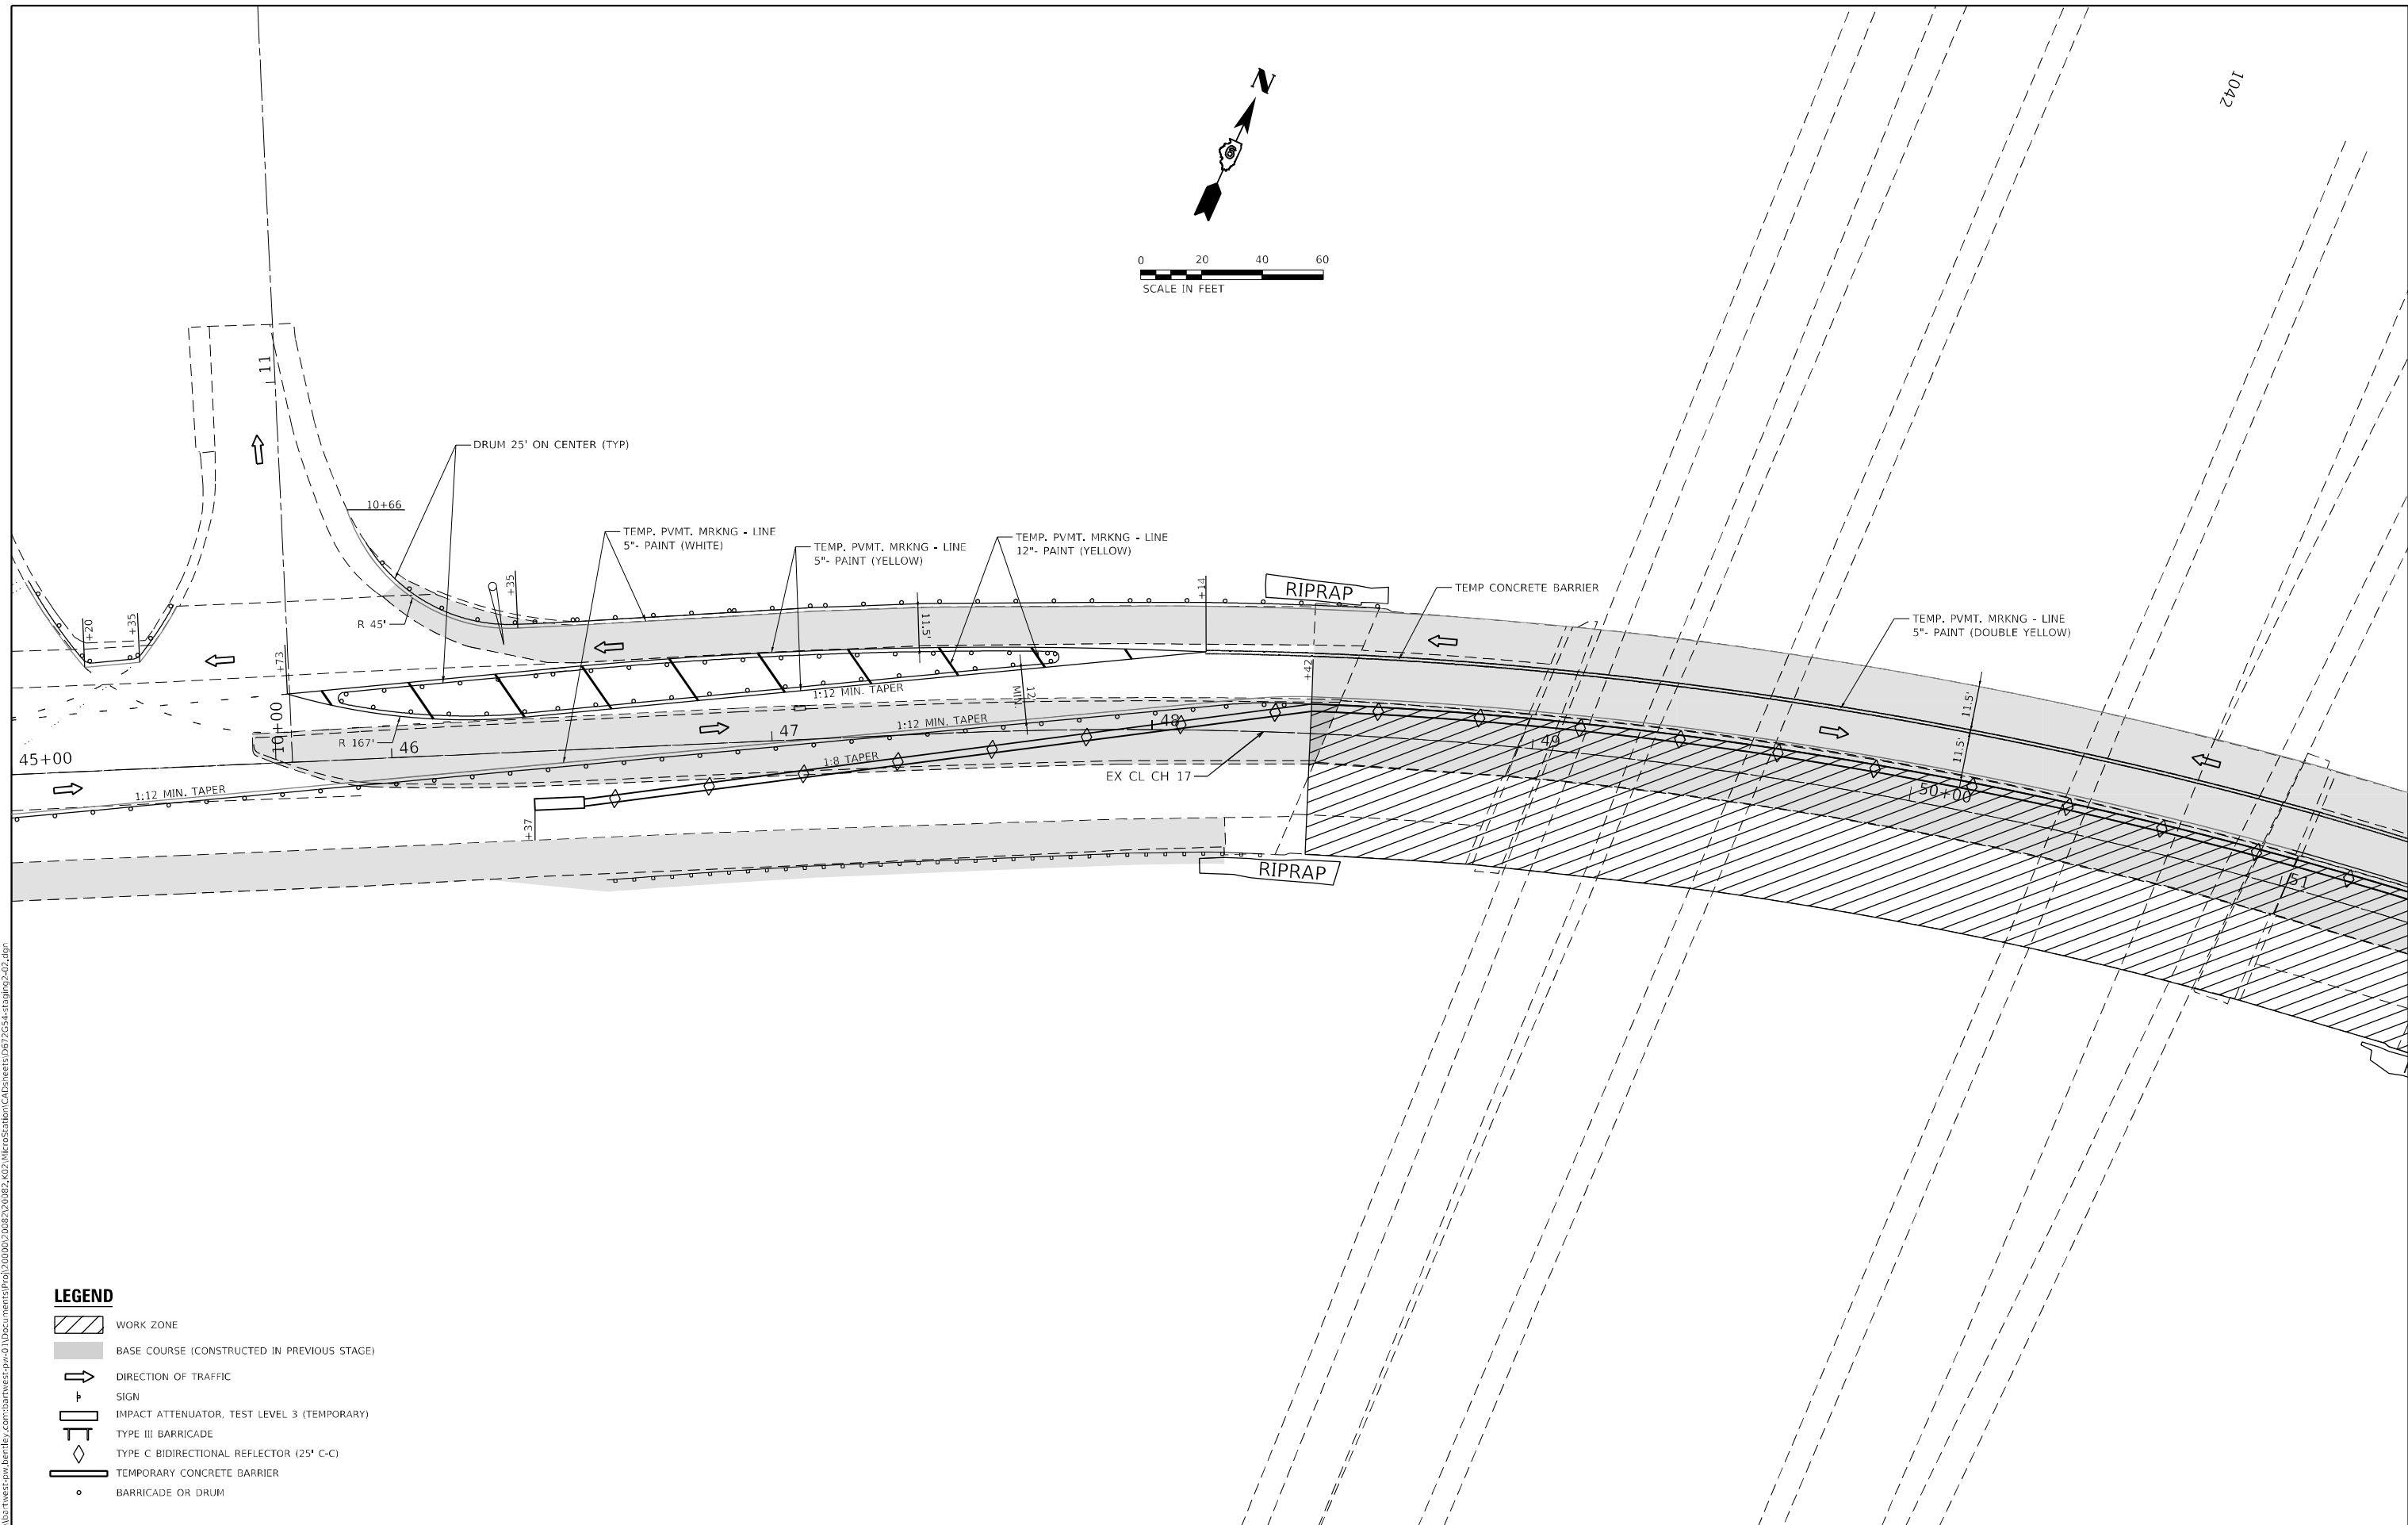 1042
N
0 20 40 60
SCALE IN FEET
11
DRUM 25' ON CENTER (TYP)
10+66
TEMP. PVMT. MRKNG - LINE
5"- PAINT (WHITE)
TEMP. PVMT. MRKNG - LINE
5"- PAINT (YELLOW)
TEMP. PVMT. MRKNG - LINE
12"- PAINT (YELLOW)
+35
+14
RIPRAP
TEMP CONCRETE BARRIER
TEMP. PVMT. MRKNG - LINE
5"- PAINT (DOUBLE YELLOW)
R 45'
+20
+35
11.5'
+73
+42
1:12 MIN. TAPER
12'
MIN.
11.5'
11.5'
10+00
R 167'
46
47
1:12 MIN. TAPER
48
49
45+00
1:8 TAPER
EX CL CH 17
1:12 MIN. TAPER
50+00
+37
RIPRAP
51
LEGEND
WORK ZONE
BASE COURSE (CONSTRUCTED IN PREVIOUS STAGE)
DIRECTION OF TRAFFIC
SIGN
IMPACT ATTENUATOR, TEST LEVEL 3 (TEMPORARY)
TYPE III BARRICADE
TYPE C BIDIRECTIONAL REFLECTOR (25' C-C)
TEMPORARY CONCRETE BARRIER
BARRICADE OR DRUM